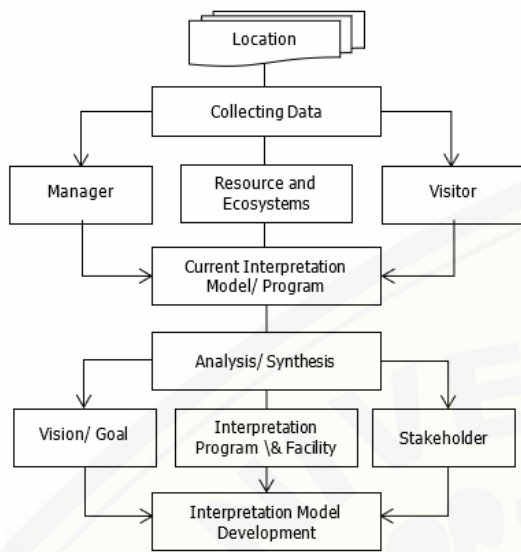 Location
Collecting Data
Manager
Resource and
Ecosystems
Visitor
Current Interpretation
Model/ Program
Analysis/ Synthesis
Vision/ Goal
Interpretation
Program \& Facility
Stakeholder
Interpretation Model
Development